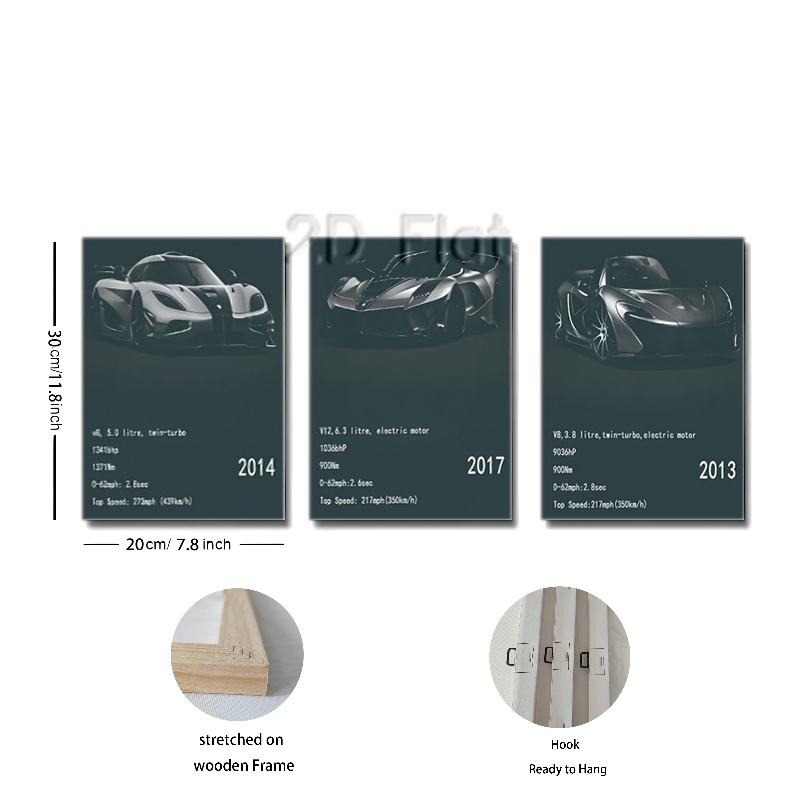 2D Flat
v8, 5.0 litre, twin-turbo
1341bhp
1371Nm
0-62mph: 2.8sec
Top Speed: 273mph (439km/h)
2014
V12,6.3 litre, electric motor
1036bhP
900Nm
0-62mph:2.6sec
Top Speed: 217mph(350km/h)
2017
V8,3.8 litre,twin-turbo,electric motor
9036hP
900Nm
0-62mph:2.8sec
Top Speed:217mph(350km/h)
2013
30cm/11.8inch
20cm/ 7.8 inch
stretched on
wooden Frame
Hook
Ready to Hang